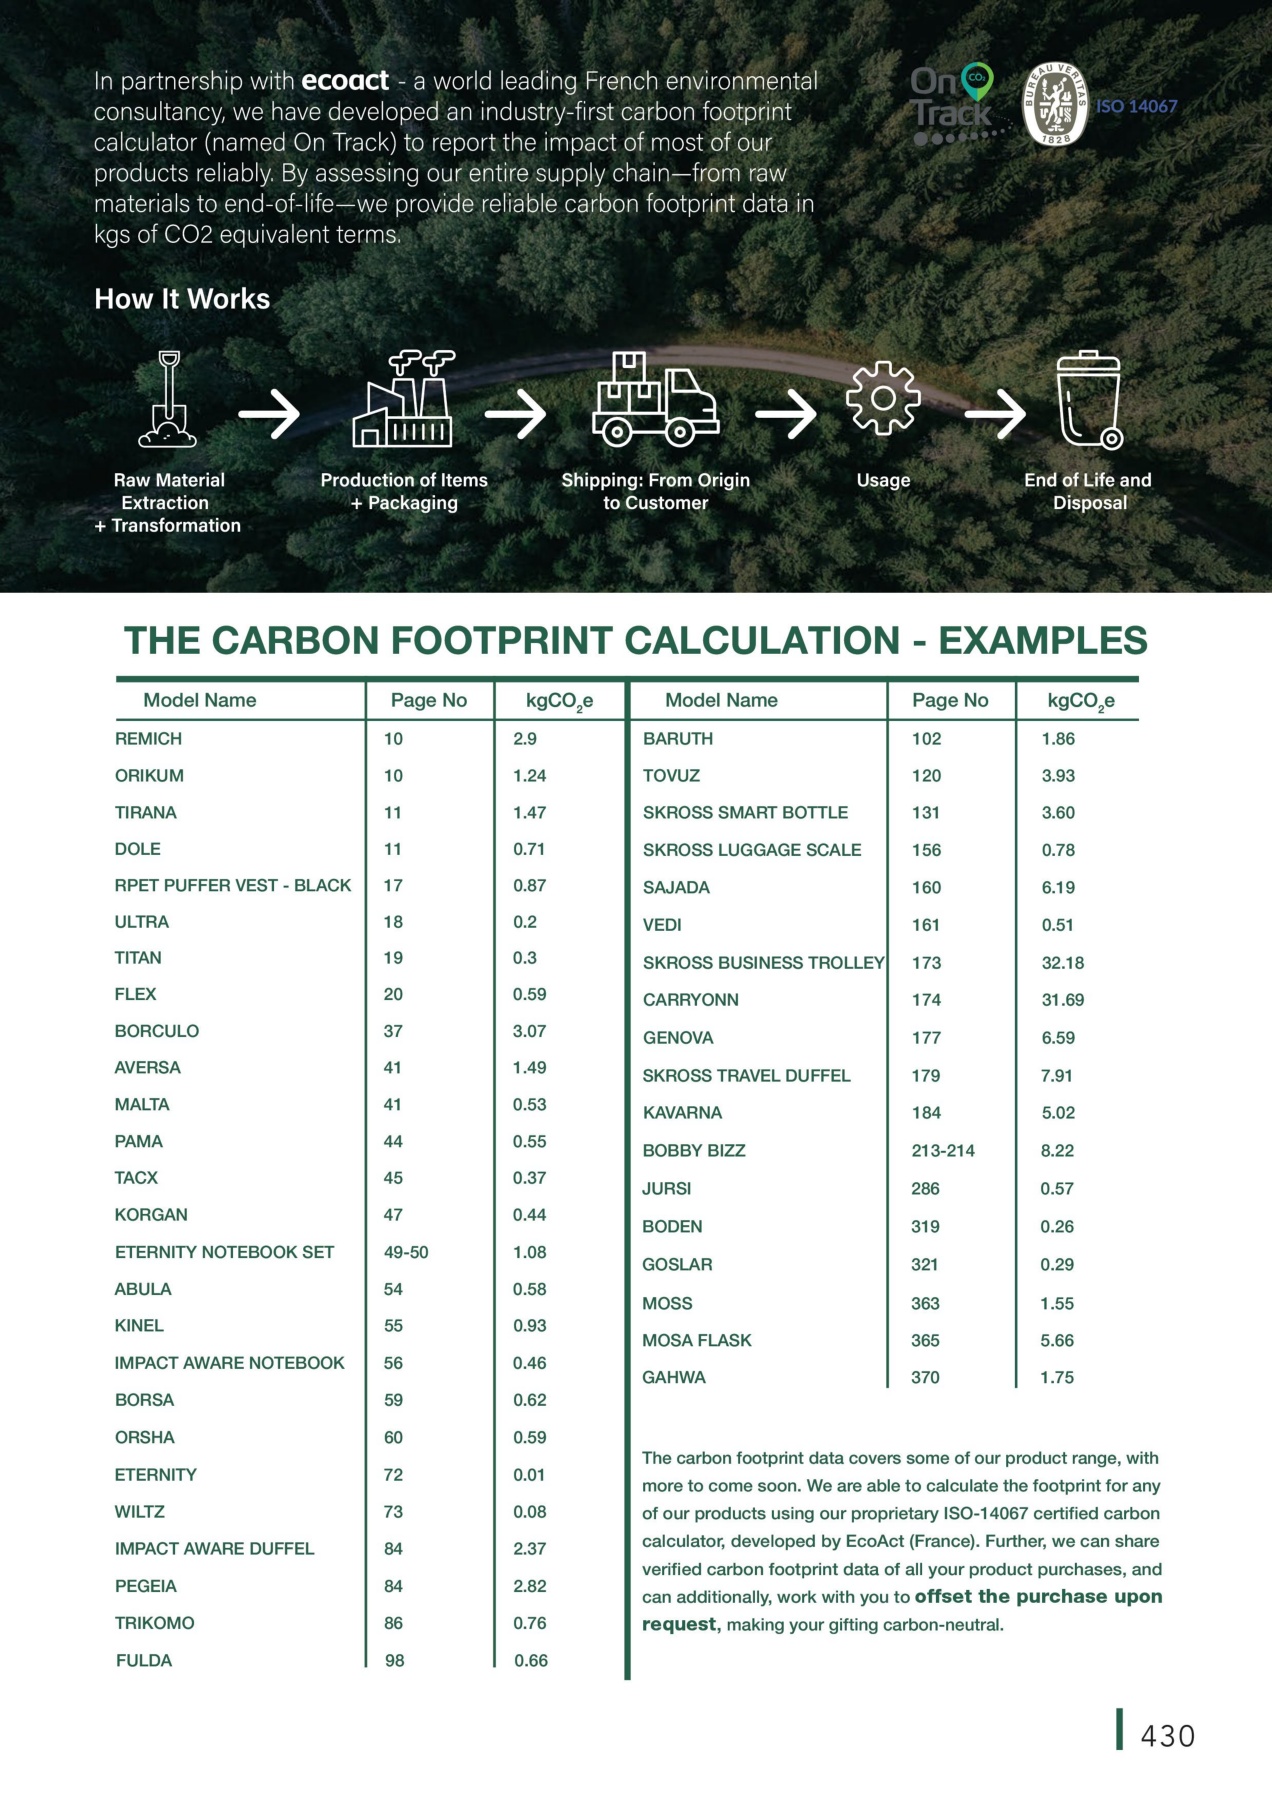 In partnership with ecoact - a world leading French environmental
consultancy, we have developed an industry-first carbon footprint
calculator (named On Track) to report the impact of most of our
products reliably. By assessing our entire supply chain—from raw
materials to end-of-life—we provide reliable carbon footprint data in
kgs of CO2 equivalent terms.
On
CO₂
Track
BUREAU VERITAS
1828
ISO 14067
How It Works
Raw Material
Extraction
+ Transformation
Production of Items
+ Packaging
Shipping: From Origin
to Customer
Usage
End of Life and
Disposal
THE CARBON FOOTPRINT CALCULATION - EXAMPLES
Model Name Page No kgCO₂e
REMICH 10 2.9
ORIKUM 10 1.24
TIRANA 11 1.47
DOLE 11 0.71
RPET PUFFER VEST - BLACK 17 0.87
ULTRA 18 0.2
TITAN 19 0.3
FLEX 20 0.59
BORCULO 37 3.07
AVERSA 41 1.49
MALTA 41 0.53
PAMA 44 0.55
TACX 45 0.37
KORGAN 47 0.44
ETERNITY NOTEBOOK SET 49-50 1.08
ABULA 54 0.58
KINEL 55 0.93
IMPACT AWARE NOTEBOOK 56 0.46
BORSA 59 0.62
ORSHA 60 0.59
ETERNITY 72 0.01
WILTZ 73 0.08
IMPACT AWARE DUFFEL 84 2.37
PEGEIA 84 2.82
TRIKOMO 86 0.76
FULDA 98 0.66
Model Name Page No kgCO₂e
BARUTH 102 1.86
TOVUZ 120 3.93
SKROSS SMART BOTTLE 131 3.60
SKROSS LUGGAGE SCALE 156 0.78
SAJADA 160 6.19
VEDI 161 0.51
SKROSS BUSINESS TROLLEY 173 32.18
CARRYONN 174 31.69
GENOVA 177 6.59
SKROSS TRAVEL DUFFEL 179 7.91
KAVARNA 184 5.02
BOBBY BIZZ 213-214 8.22
JURSI 286 0.57
BODEN 319 0.26
GOSLAR 321 0.29
MOSS 363 1.55
MOSA FLASK 365 5.66
GAHWA 370 1.75
The carbon footprint data covers some of our product range, with
more to come soon. We are able to calculate the footprint for any
of our products using our proprietary ISO-14067 certified carbon
calculator, developed by EcoAct (France). Further, we can share
verified carbon footprint data of all your product purchases, and
can additionally, work with you to offset the purchase upon
request, making your gifting carbon-neutral.
430